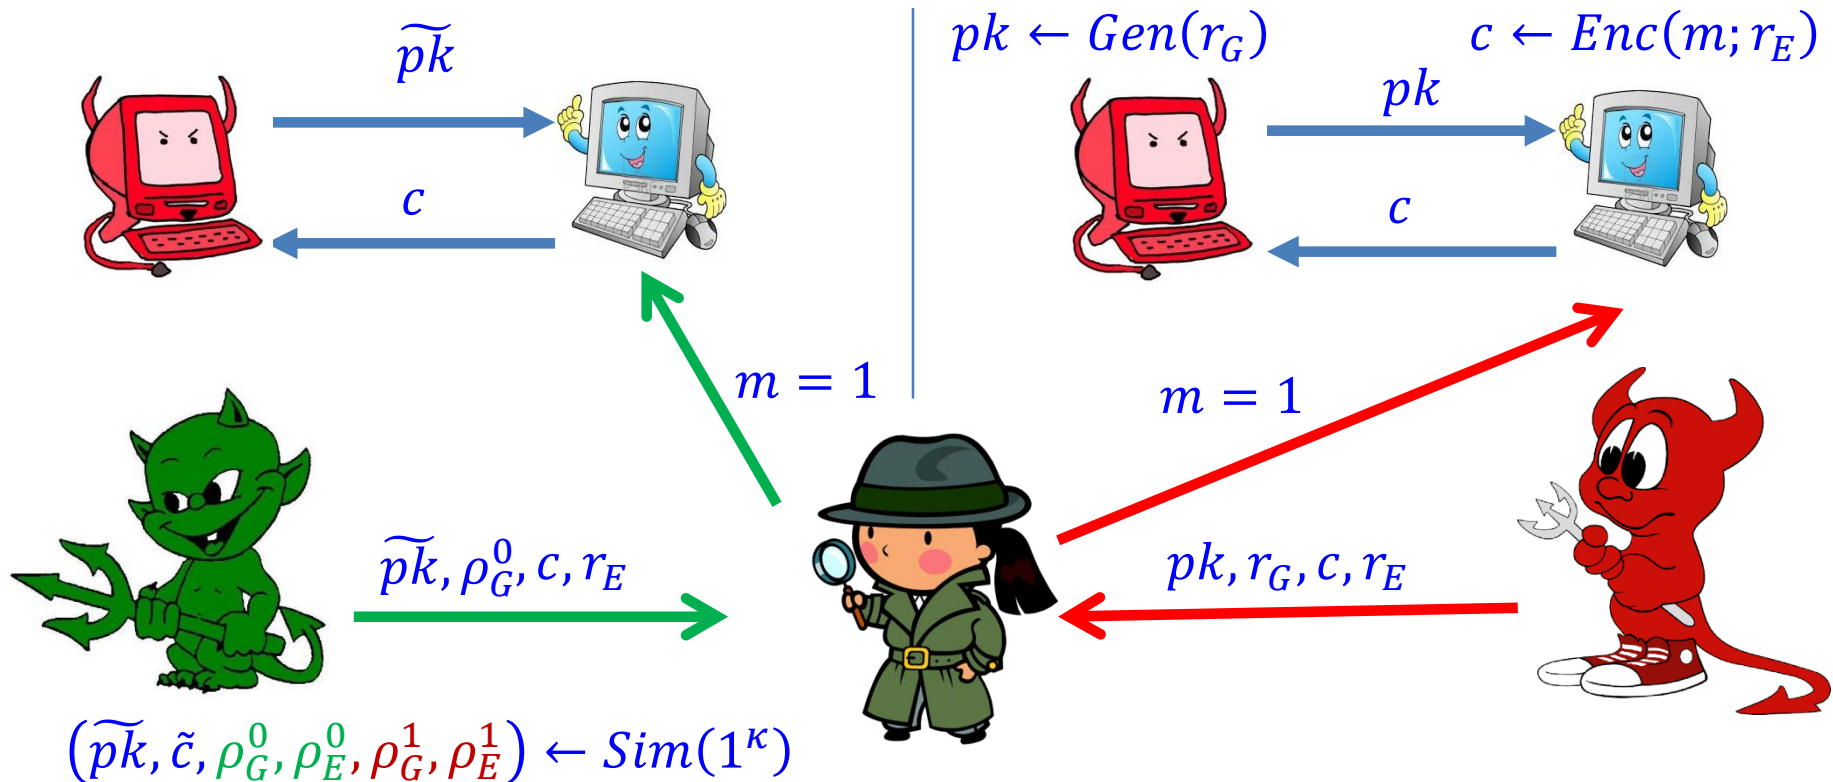 p͠k
pk ← Gen(r_G)
c ← Enc(m; r_E)
pk
c
c
m = 1
m = 1
p͠k, ρ_G^0, c, r_E
pk, r_G, c, r_E
(p͠k, c̃, ρ_G^0, ρ_E^0, ρ_G^1, ρ_E^1) ← Sim(1^κ)